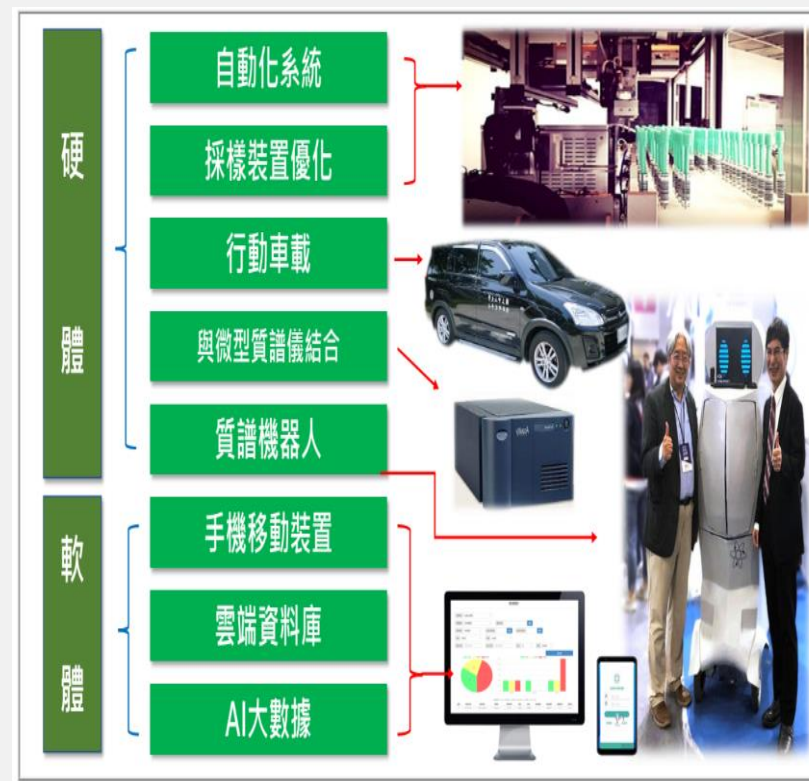 硬體
自動化系統
採樣裝置優化
行動車載
與微型質譜儀結合
質譜機器人
軟體
手機移動裝置
雲端資料庫
AI大數據